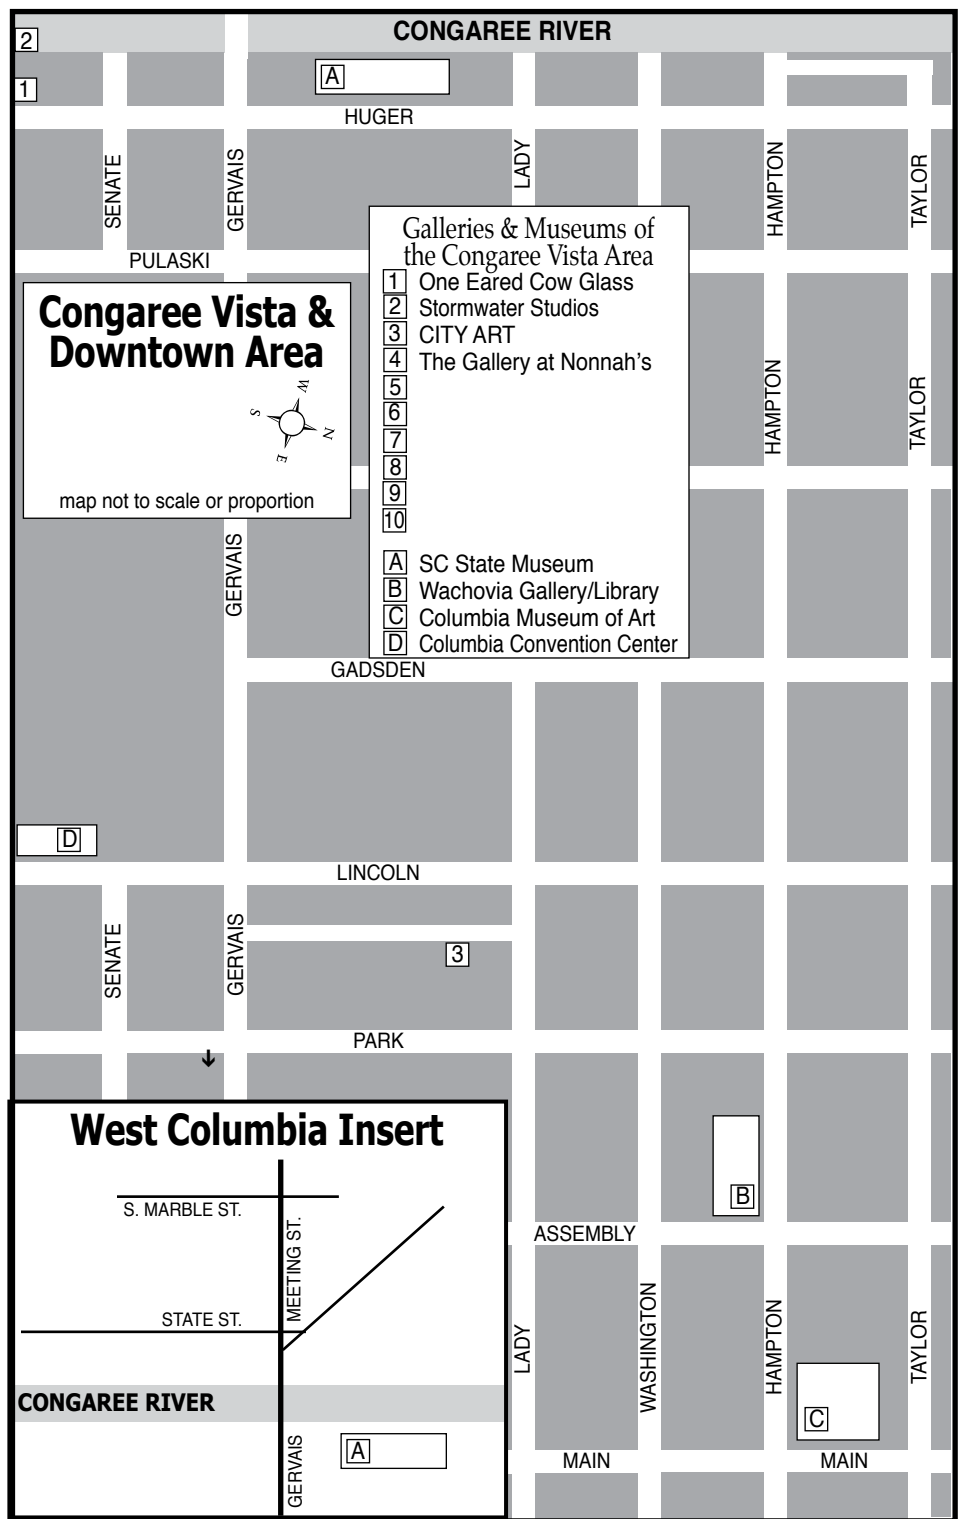 CONGAREE RIVER
2
1
A
HUGER
SENATE
GERVAIS
LADY
HAMPTON
TAYLOR
PULASKI
Galleries & Museums of
the Congaree Vista Area
1 One Eared Cow Glass
2 Stormwater Studios
3 CITY ART
4 The Gallery at Nonnah's
5
6
7
8
9
10
A SC State Museum
B Wachovia Gallery/Library
C Columbia Museum of Art
D Columbia Convention Center
Congaree Vista &
Downtown Area
W
S
N
E
map not to scale or proportion
HAMPTON
TAYLOR
GERVAIS
GADSDEN
D
LINCOLN
SENATE
GERVAIS
3
PARK
West Columbia Insert
S. MARBLE ST.
MEETING ST.
STATE ST.
CONGAREE RIVER
GERVAIS
A
B
ASSEMBLY
LADY
WASHINGTON
HAMPTON
TAYLOR
C
MAIN
MAIN